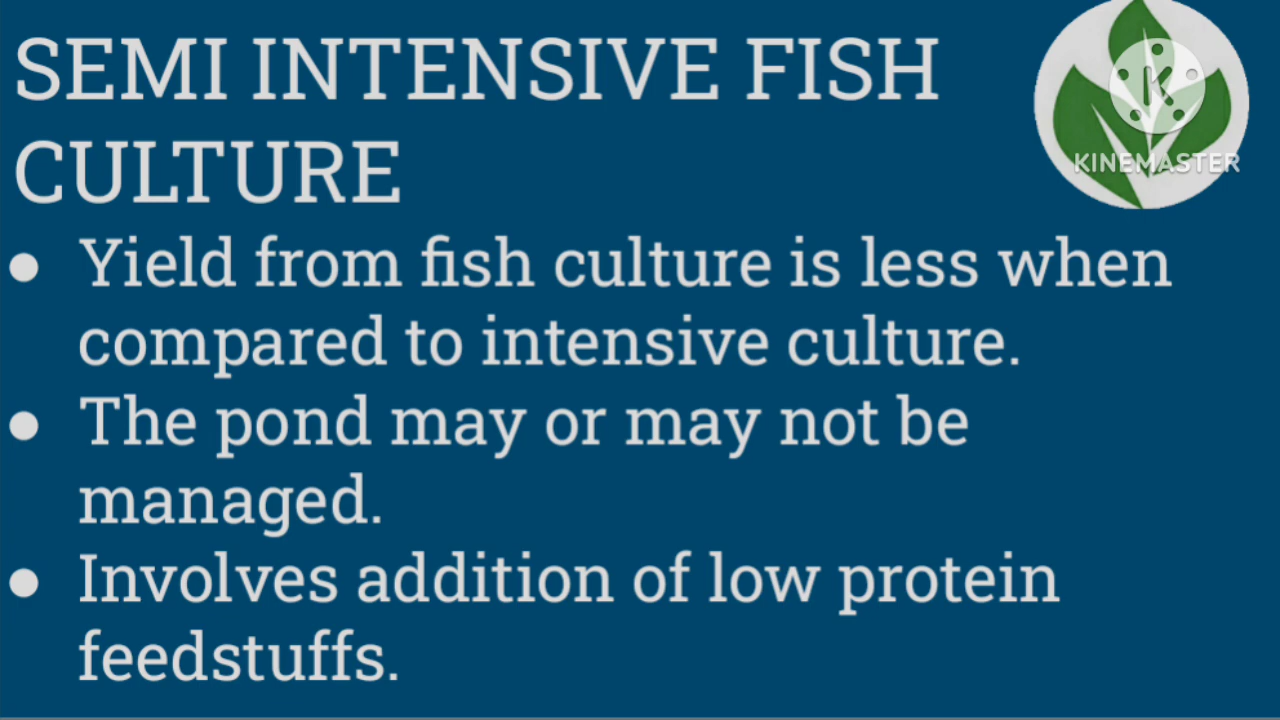 SEMI INTENSIVE FISH
CULTURE
KINEMASTER
● Yield from fish culture is less when
compared to intensive culture.
● The pond may or may not be
managed.
● Involves addition of low protein
feedstuffs.